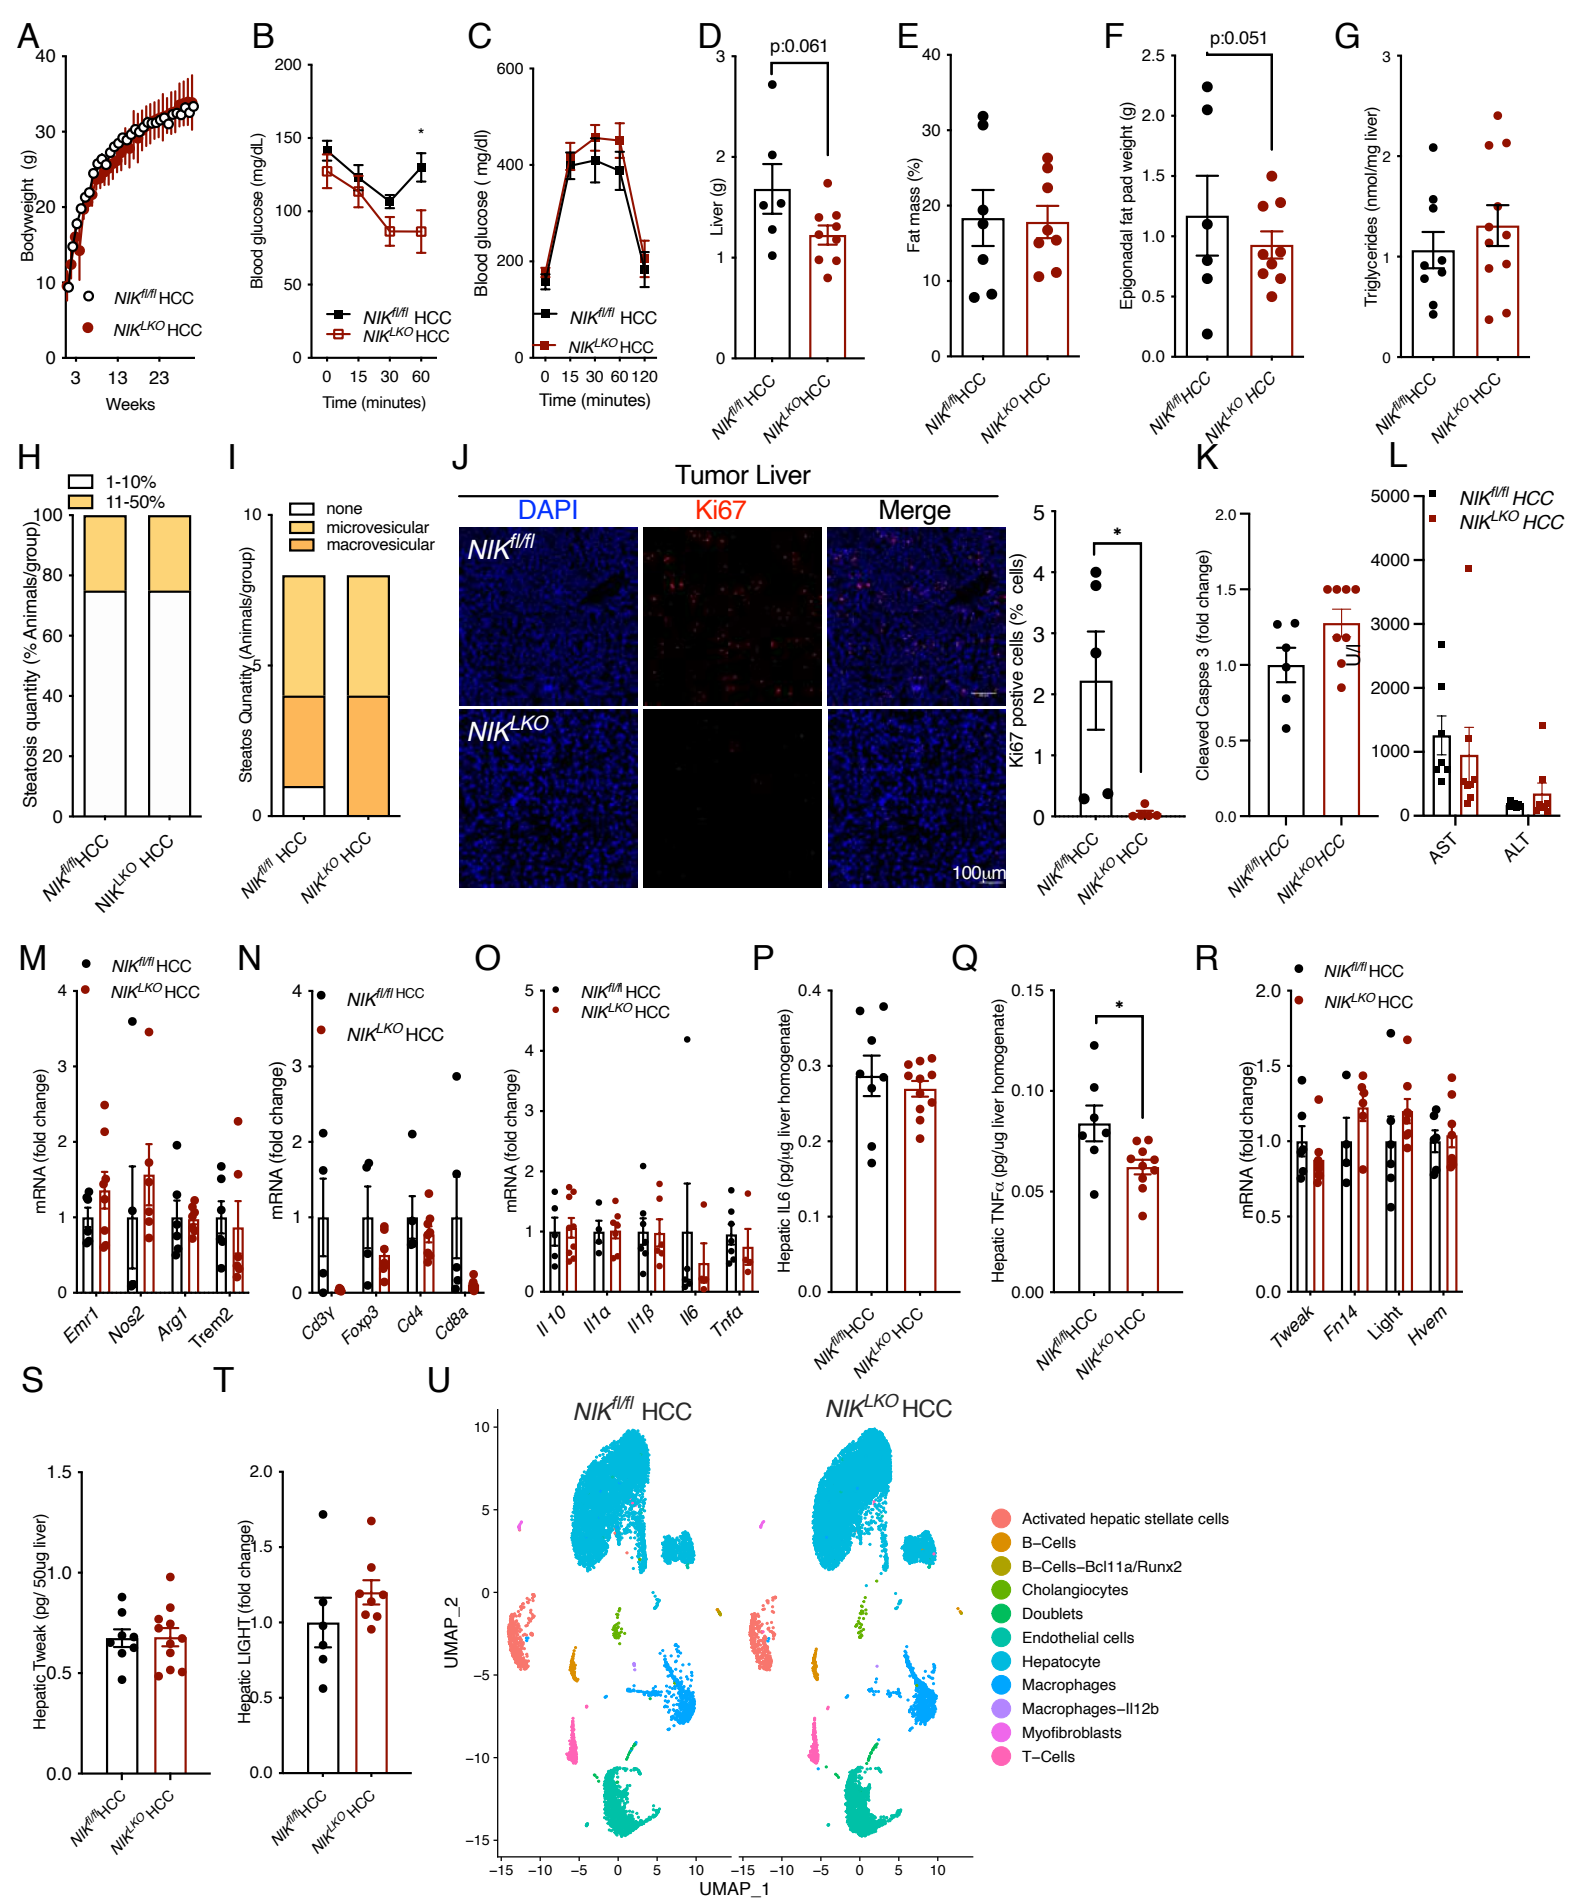 A
Bodyweight (g)
40
30
20
10
0
3 13 23
Weeks
NIKfl/fl HCC
NIKLKO HCC
B
Blood glucose (mg/dL)
200
150
100
50
0
*
NIKfl/fl HCC
NIKLKO HCC
0 15 30 60
Time (minutes)
C
Blood glucose ( mg/dl)
600
400
200
0
NIKfl/fl HCC
NIKLKO HCC
0 15 30 60 120
Time (minutes)
D
p:0.061
Liver (g)
3
2
1
0
NIKfl/fl HCC
NIKLKO HCC
E
Fat mass (%)
40
30
20
10
0
NIKfl/fl HCC
NIKLKO HCC
F
p:0.051
Epigonadal fat pad weight (g)
2.5
2.0
1.5
1.0
0.5
0.0
NIKfl/fl HCC
NIKLKO HCC
G
Triglycerides (nmol/mg liver)
3
2
1
0
NIKfl/fl HCC
NIKLKO HCC
H
1-10%
11-50%
Steatosis quantity (% Animals/group)
100
80
60
40
20
0
NIKfl/fl HCC
NIKLKO HCC
I
none
microvesicular
macrovesicular
Steatos Qunatity (Animals/group)
10
5
0
NIKfl/fl HCC
NIKLKO HCC
J
Tumor Liver
DAPI Ki67 Merge
NIKfl/fl
NIKLKO
100µm
Ki67 postive cells (% cells)
5
4
3
2
1
0
*
NIKfl/fl HCC
NIKLKO HCC
K
Cleaved Caspse 3 (fold change)
2.0
1.5
1.0
0.5
0.0
NIKfl/fl HCC
NIKLKO HCC
L
U/l
5000
4000
3000
2000
1000
0
NIKfl/fl HCC
NIKLKO HCC
AST ALT
M
NIKfl/fl HCC
NIKLKO HCC
mRNA (fold change)
4
3
2
1
0
Emr1 Nos2 Arg1 Trem2
N
NIKfl/fl HCC
NIKLKO HCC
mRNA (fold change)
4
3
2
1
0
Cd3γ Foxp3 Cd4 Cd8a
O
NIKfl/fl HCC
NIKLKO HCC
mRNA (fold change)
5
4
3
2
1
0
Il 10 Il1α Il1β Il6 Tnfα
P
Hepatic IL6 (pg/µg liver homogenate)
0.4
0.3
0.2
0.1
0.0
NIKfl/fl HCC
NIKLKO HCC
Q
Hepatic TNFα (pg/ug liver homogenate)
0.15
0.10
0.05
0.00
*
NIKfl/fl HCC
NIKLKO HCC
R
NIKfl/fl HCC
NIKLKO HCC
mRNA (fold change)
2.0
1.5
1.0
0.5
0.0
Tweak Fn14 Light Hvem
S
Hepatic Tweak (pg/ 50ug liver)
1.5
1.0
0.5
0.0
NIKfl/fl HCC
NIKLKO HCC
T
Hepatic LIGHT (fold change)
2.0
1.5
1.0
0.5
0.0
NIKfl/fl HCC
NIKLKO HCC
U
NIKfl/fl HCC NIKLKO HCC
UMAP_2
10
5
0
−5
−10
−15
−15 −10 −5 0 5 10 −15 −10 −5 0 5 10
UMAP_1
Activated hepatic stellate cells
B−Cells
B−Cells−Bcl11a/Runx2
Cholangiocytes
Doublets
Endothelial cells
Hepatocyte
Macrophages
Macrophages−Il12b
Myofibroblasts
T−Cells